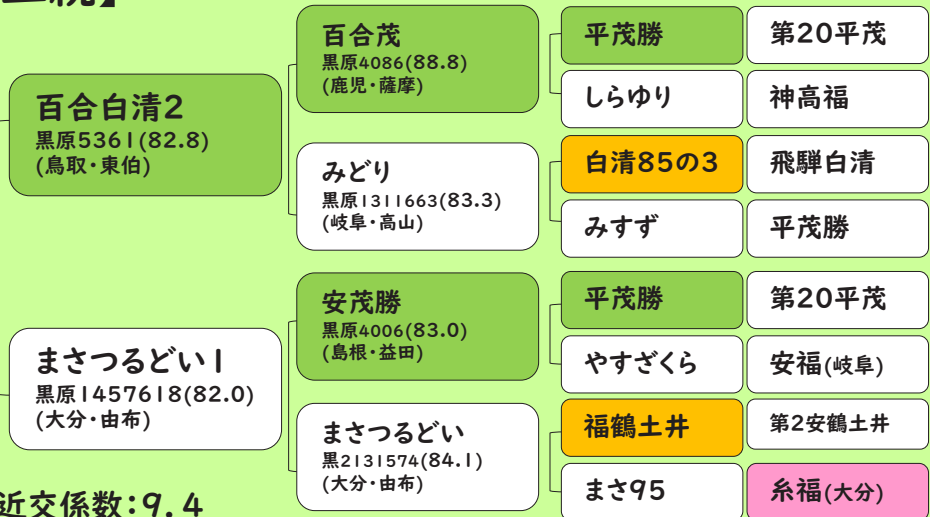 百合白清2
黒原5361(82.8)
(鳥取・東伯)
まさつるどい1
黒原1457618(82.0)
(大分・由布)
百合茂
黒原4086(88.8)
(鹿児・薩摩)
みどり
黒原1311663(83.3)
(岐阜・高山)
安茂勝
黒原4006(83.0)
(島根・益田)
まさつるどい
黒2131574(84.1)
(大分・由布)
平茂勝 第20平茂
しらゆり 神高福
白清85の3 飛騨白清
みすず 平茂勝
平茂勝 第20平茂
やすざくら 安福(岐阜)
福鶴土井 第2安鶴土井
まさ95 糸福(大分)
近交係数:9.4